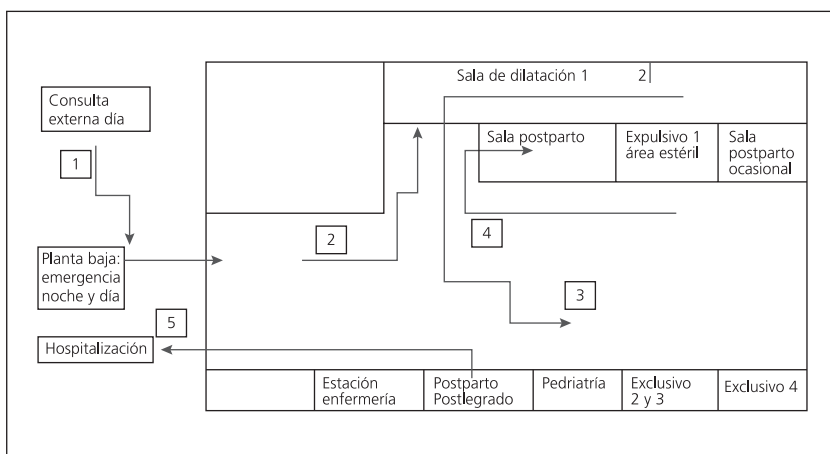 Sala de dilatación 1 2
Consulta
externa día
1
Sala postparto
Expulsivo 1
área estéril
Sala
postparto
ocasional
2
4
Planta baja:
emergencia
noche y día
3
5
Hospitalización
Estación
enfermería
Postparto
Postlegrado
Pedriatría
Exclusivo
2 y 3
Exclusivo 4